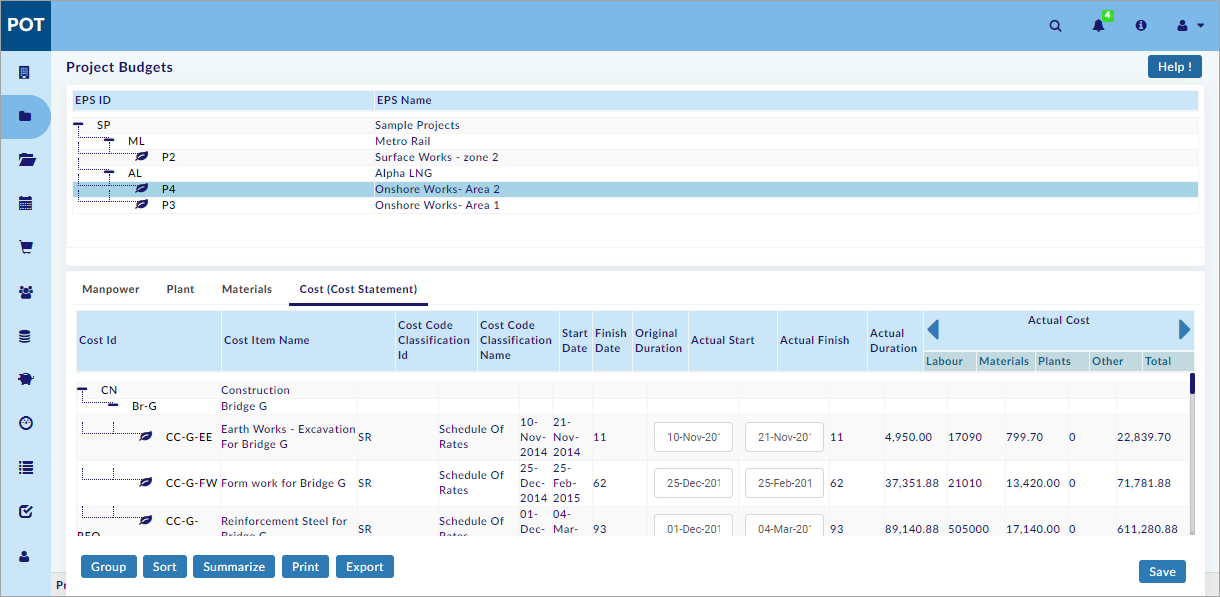 POT
4
Project Budgets
Help !
EPS ID EPS Name
SP Sample Projects
ML Metro Rail
P2 Surface Works - zone 2
AL Alpha LNG
P4 Onshore Works- Area 2
P3 Onshore Works- Area 1
Manpower Plant Materials Cost (Cost Statement)
Cost Id Cost Item Name Cost Code Classification Id Cost Code Classification Name Start Date Finish Date Original Duration Actual Start Actual Finish Actual Duration Actual Cost
Labour Materials Plants Other Total
CN Construction
Br-G Bridge G
CC-G-EE Earth Works - Excavation For Bridge G SR Schedule Of Rates 10-Nov-2014 21-Nov-2014 11 10-Nov-201 21-Nov-201 11 4,950.00 17090 799.70 0 22,839.70
CC-G-FW Form work for Bridge G SR Schedule Of Rates 25-Dec-2014 25-Feb-2015 62 25-Dec-201 25-Feb-201 62 37,351.88 21010 13,420.00 0 71,781.88
CC-G- Reinforcement Steel for Bridge G SR Schedule Of Rates 01-Dec- 04-Mar- 93 01-Dec-201 04-Mar-201 93 89,140.88 505000 17,140.00 0 611,280.88
Group Sort Summarize Print Export
Save
Pr